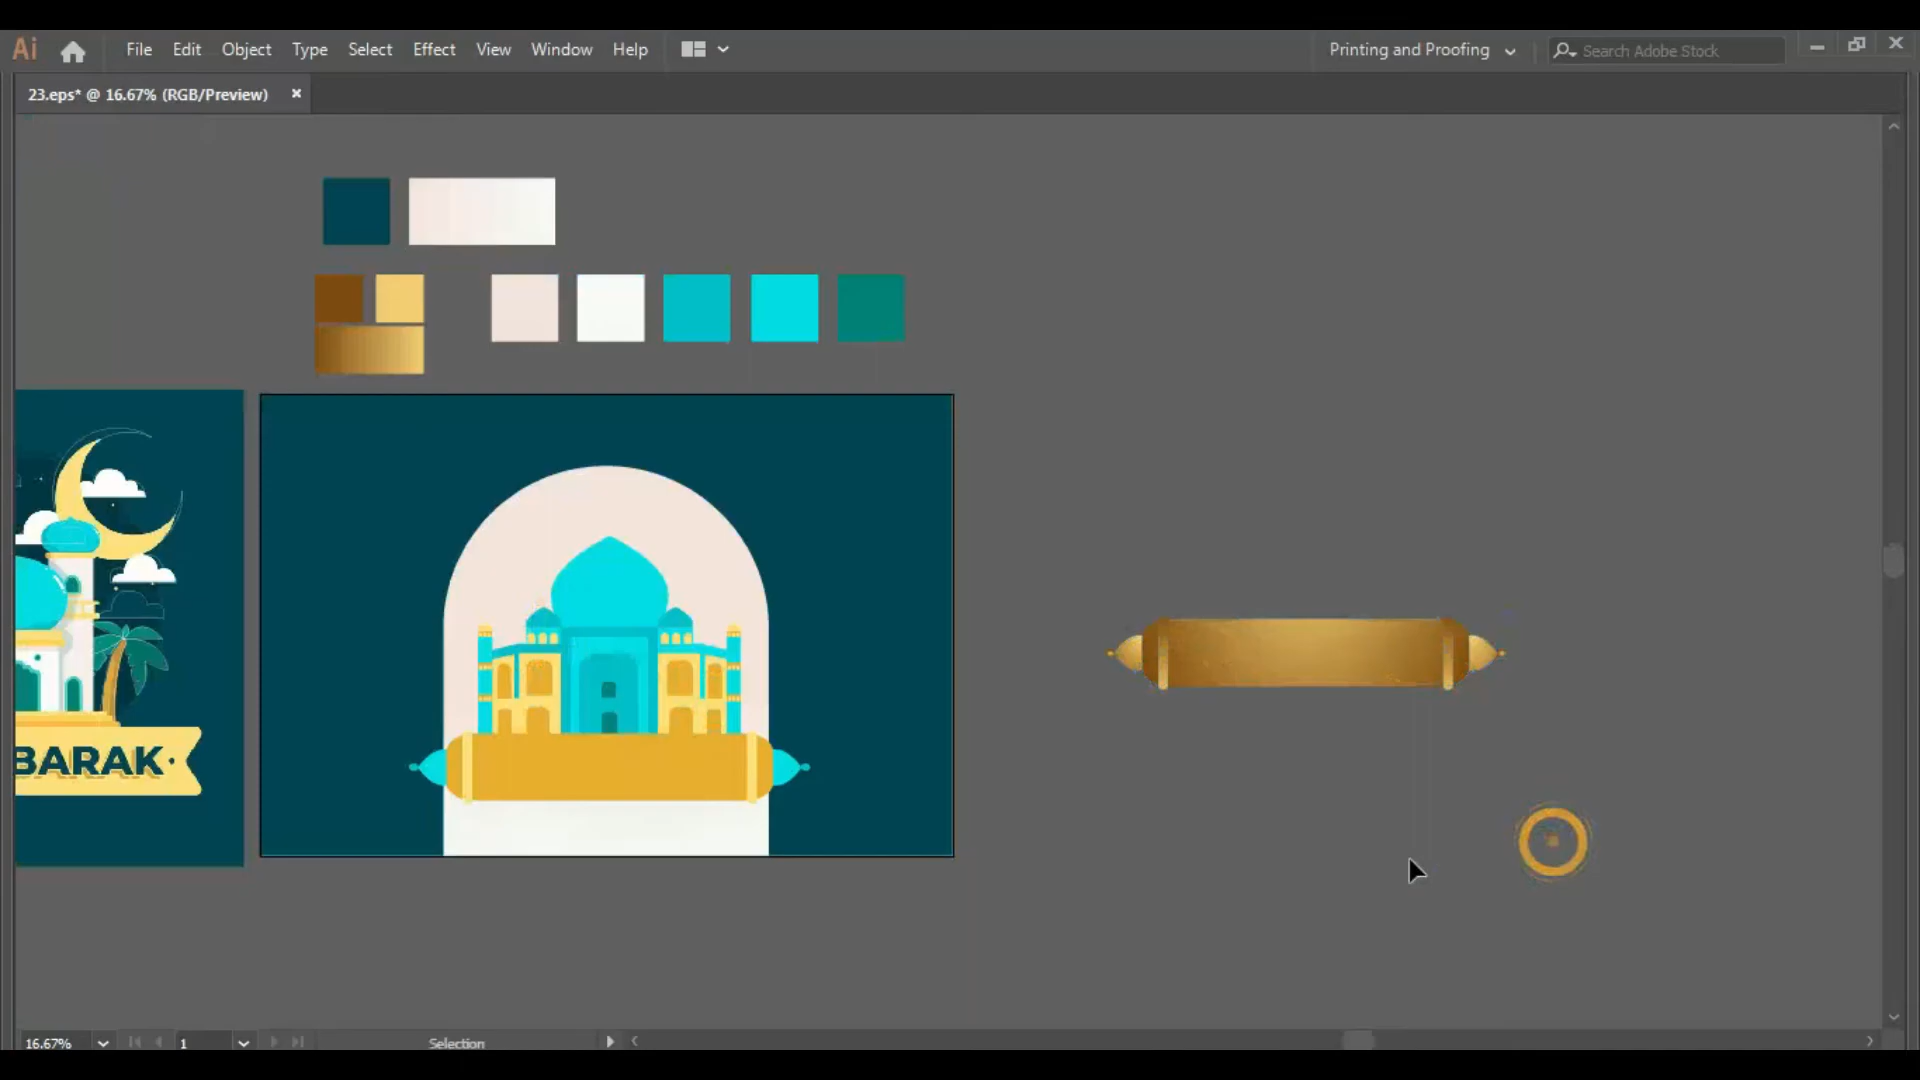 Ai File Edit Object Type Select Effect View Window Help Printing and Proofing Search Adobe Stock
23.eps* @ 16.67% (RGB/Preview)
BARAK
16.67% 1 Selection